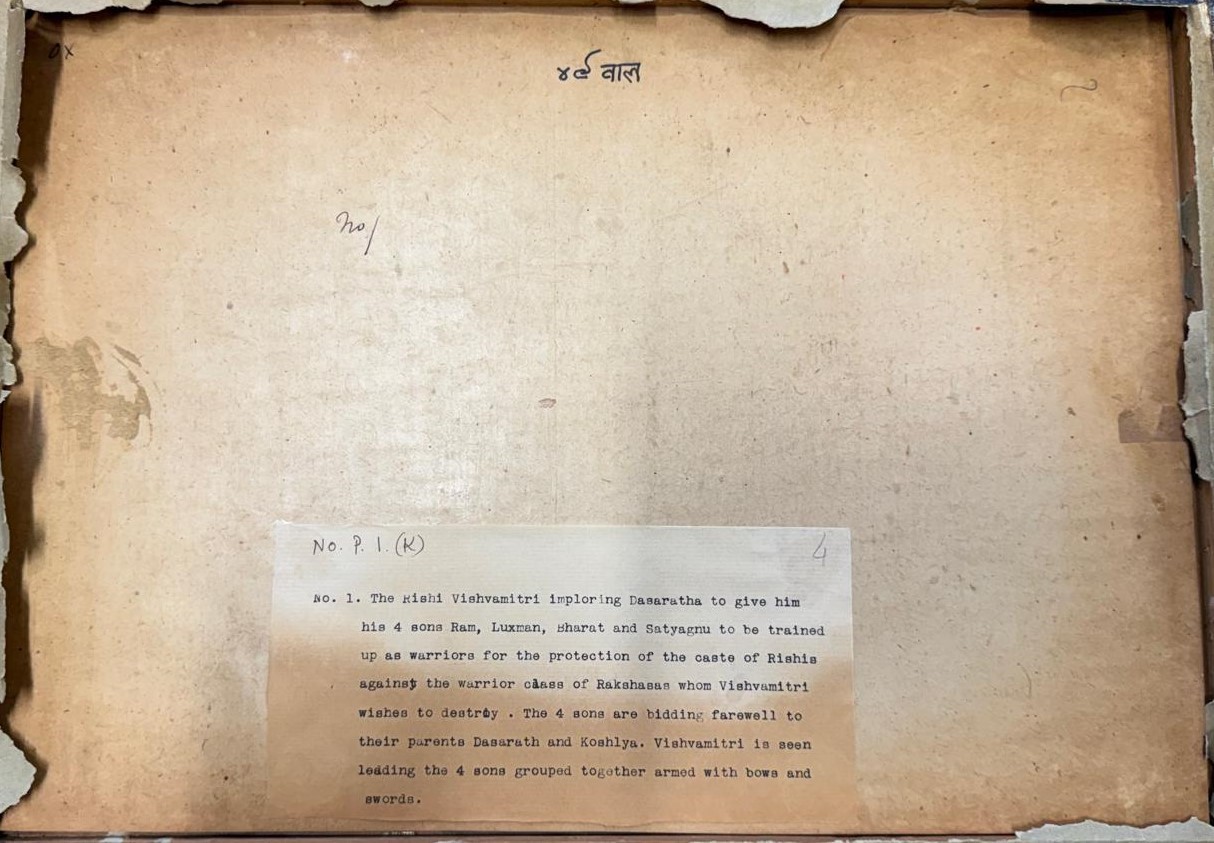 ४९ वाल
No 1
No. P. 1. (K)
4
No. 1. The Rishi Vishvamitri imploring Dasaratha to give him
his 4 sons Ram, Luxman, Bharat and Satyagnu to be trained
up as warriors for the protection of the caste of Rishis
against the warrior class of Rakshasas whom Vishvamitri
wishes to destroy . The 4 sons are bidding farewell to
their parents Dasarath and Koshlya. Vishvamitri is seen
leading the 4 sons grouped together armed with bows and
swords.